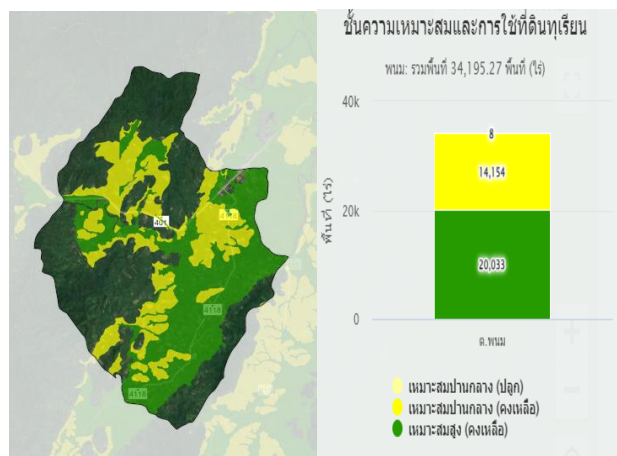 401
4118
4118
4118
ชั้นความเหมาะสมและการใช้ที่ดินทุเรียน
พนม: รวมพื้นที่ 34,195.27 พื้นที่ (ไร่)
พื้นที่ (ไร่)
40k
20k
0
8
14,154
20,033
ต.พนม
เหมาะสมปานกลาง (ปลูก)
เหมาะสมปานกลาง (คงเหลือ)
เหมาะสมสูง (คงเหลือ)